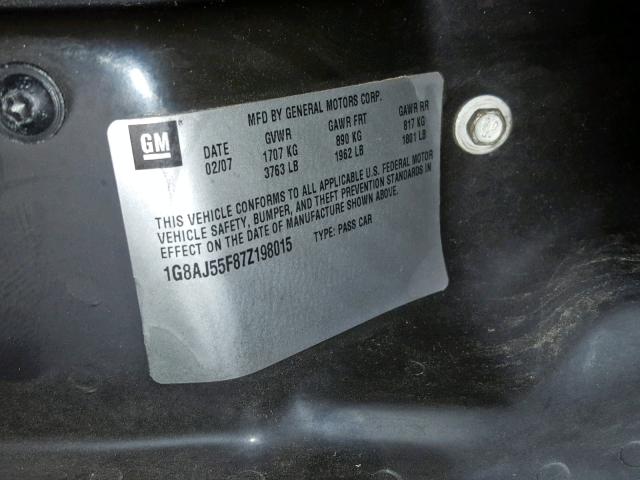 MFD BY GENERAL MOTORS CORP.
GM
DATE GVWR GAWR FRT GAWR RR
02/07 1707 KG 890 KG 817 KG
3763 LB 1962 LB 1801 LB
THIS VEHICLE CONFORMS TO ALL APPLICABLE U.S. FEDERAL MOTOR
VEHICLE SAFETY, BUMPER, AND THEFT PREVENTION STANDARDS IN
EFFECT ON THE DATE OF MANUFACTURE SHOWN ABOVE.
1G8AJ55F87Z198015 TYPE: PASS CAR